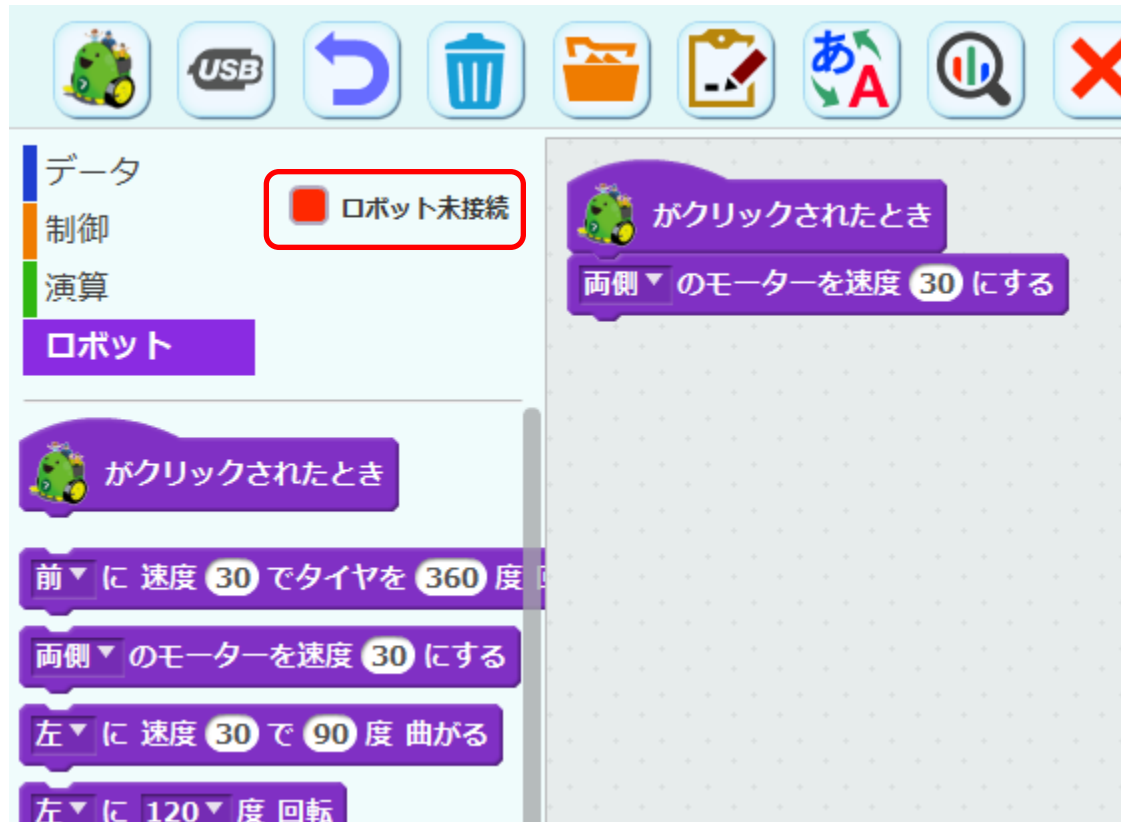 USB
あ
A
データ
ロボット未接続
制御
演算
ロボット
がクリックされたとき
前 に 速度 30 でタイヤを 360 度
両側 のモーターを速度 30 にする
左 に 速度 30 で 90 度 曲がる
左 に 120 度 回転
がクリックされたとき
両側 のモーターを速度 30 にする